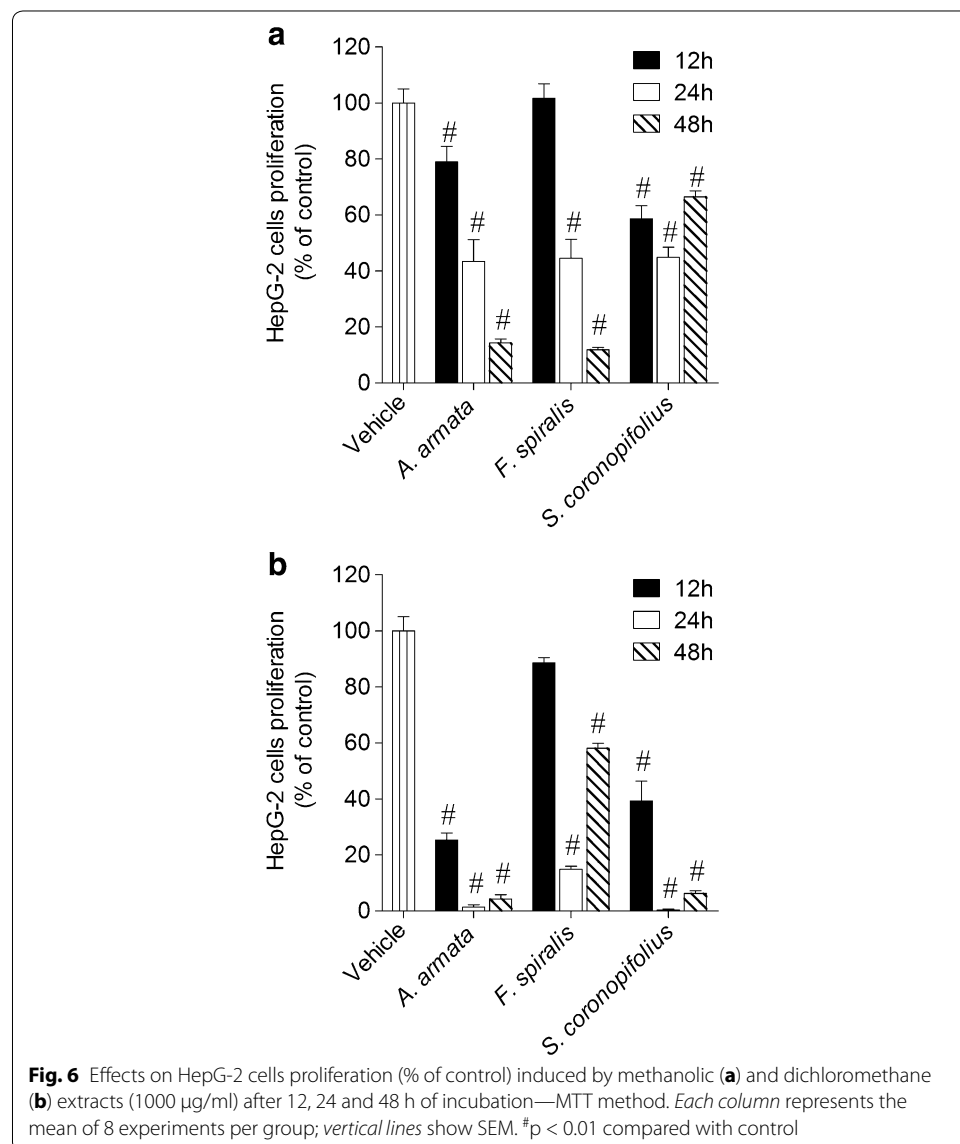 a
120
100
80
60
40
20
0
HepG-2 cells proliferation
(% of control)
12h
24h
48h
#
#
#
#
#
#
#
#
Vehicle
A. armata
F. spiralis
S. coronopifolius
b
120
100
80
60
40
20
0
HepG-2 cells proliferation
(% of control)
12h
24h
48h
#
#
#
#
#
#
#
#
Vehicle
A. armata
F. spiralis
S. coronopifolius
Fig. 6 Effects on HepG-2 cells proliferation (% of control) induced by methanolic (a) and dichloromethane
(b) extracts (1000 µg/ml) after 12, 24 and 48 h of incubation—MTT method. Each column represents the
mean of 8 experiments per group; vertical lines show SEM. #p < 0.01 compared with control